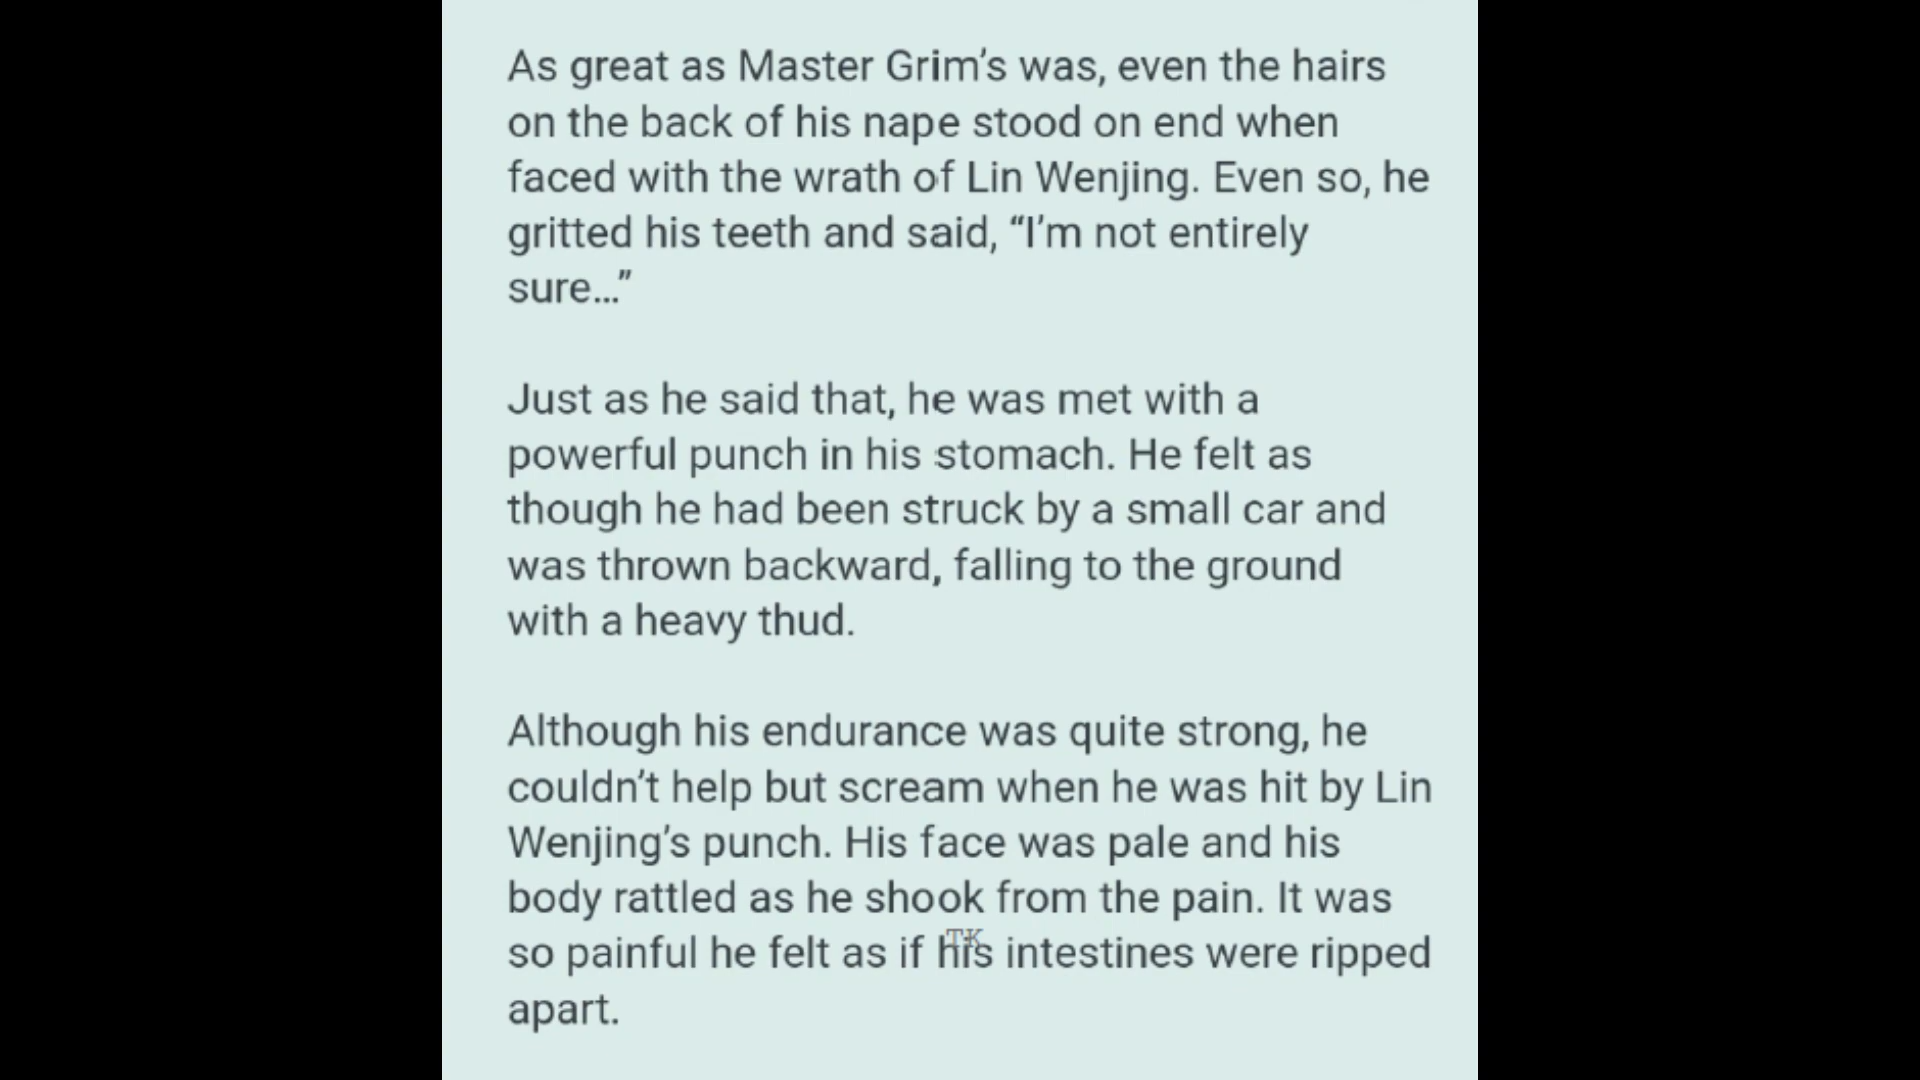 As great as Master Grim’s was, even the hairs
on the back of his nape stood on end when
faced with the wrath of Lin Wenjing. Even so, he
gritted his teeth and said, “I’m not entirely
sure…”
Just as he said that, he was met with a
powerful punch in his stomach. He felt as
though he had been struck by a small car and
was thrown backward, falling to the ground
with a heavy thud.
Although his endurance was quite strong, he
couldn’t help but scream when he was hit by Lin
Wenjing’s punch. His face was pale and his
body rattled as he shook from the pain. It was
TK
so painful he felt as if his intestines were ripped
apart.